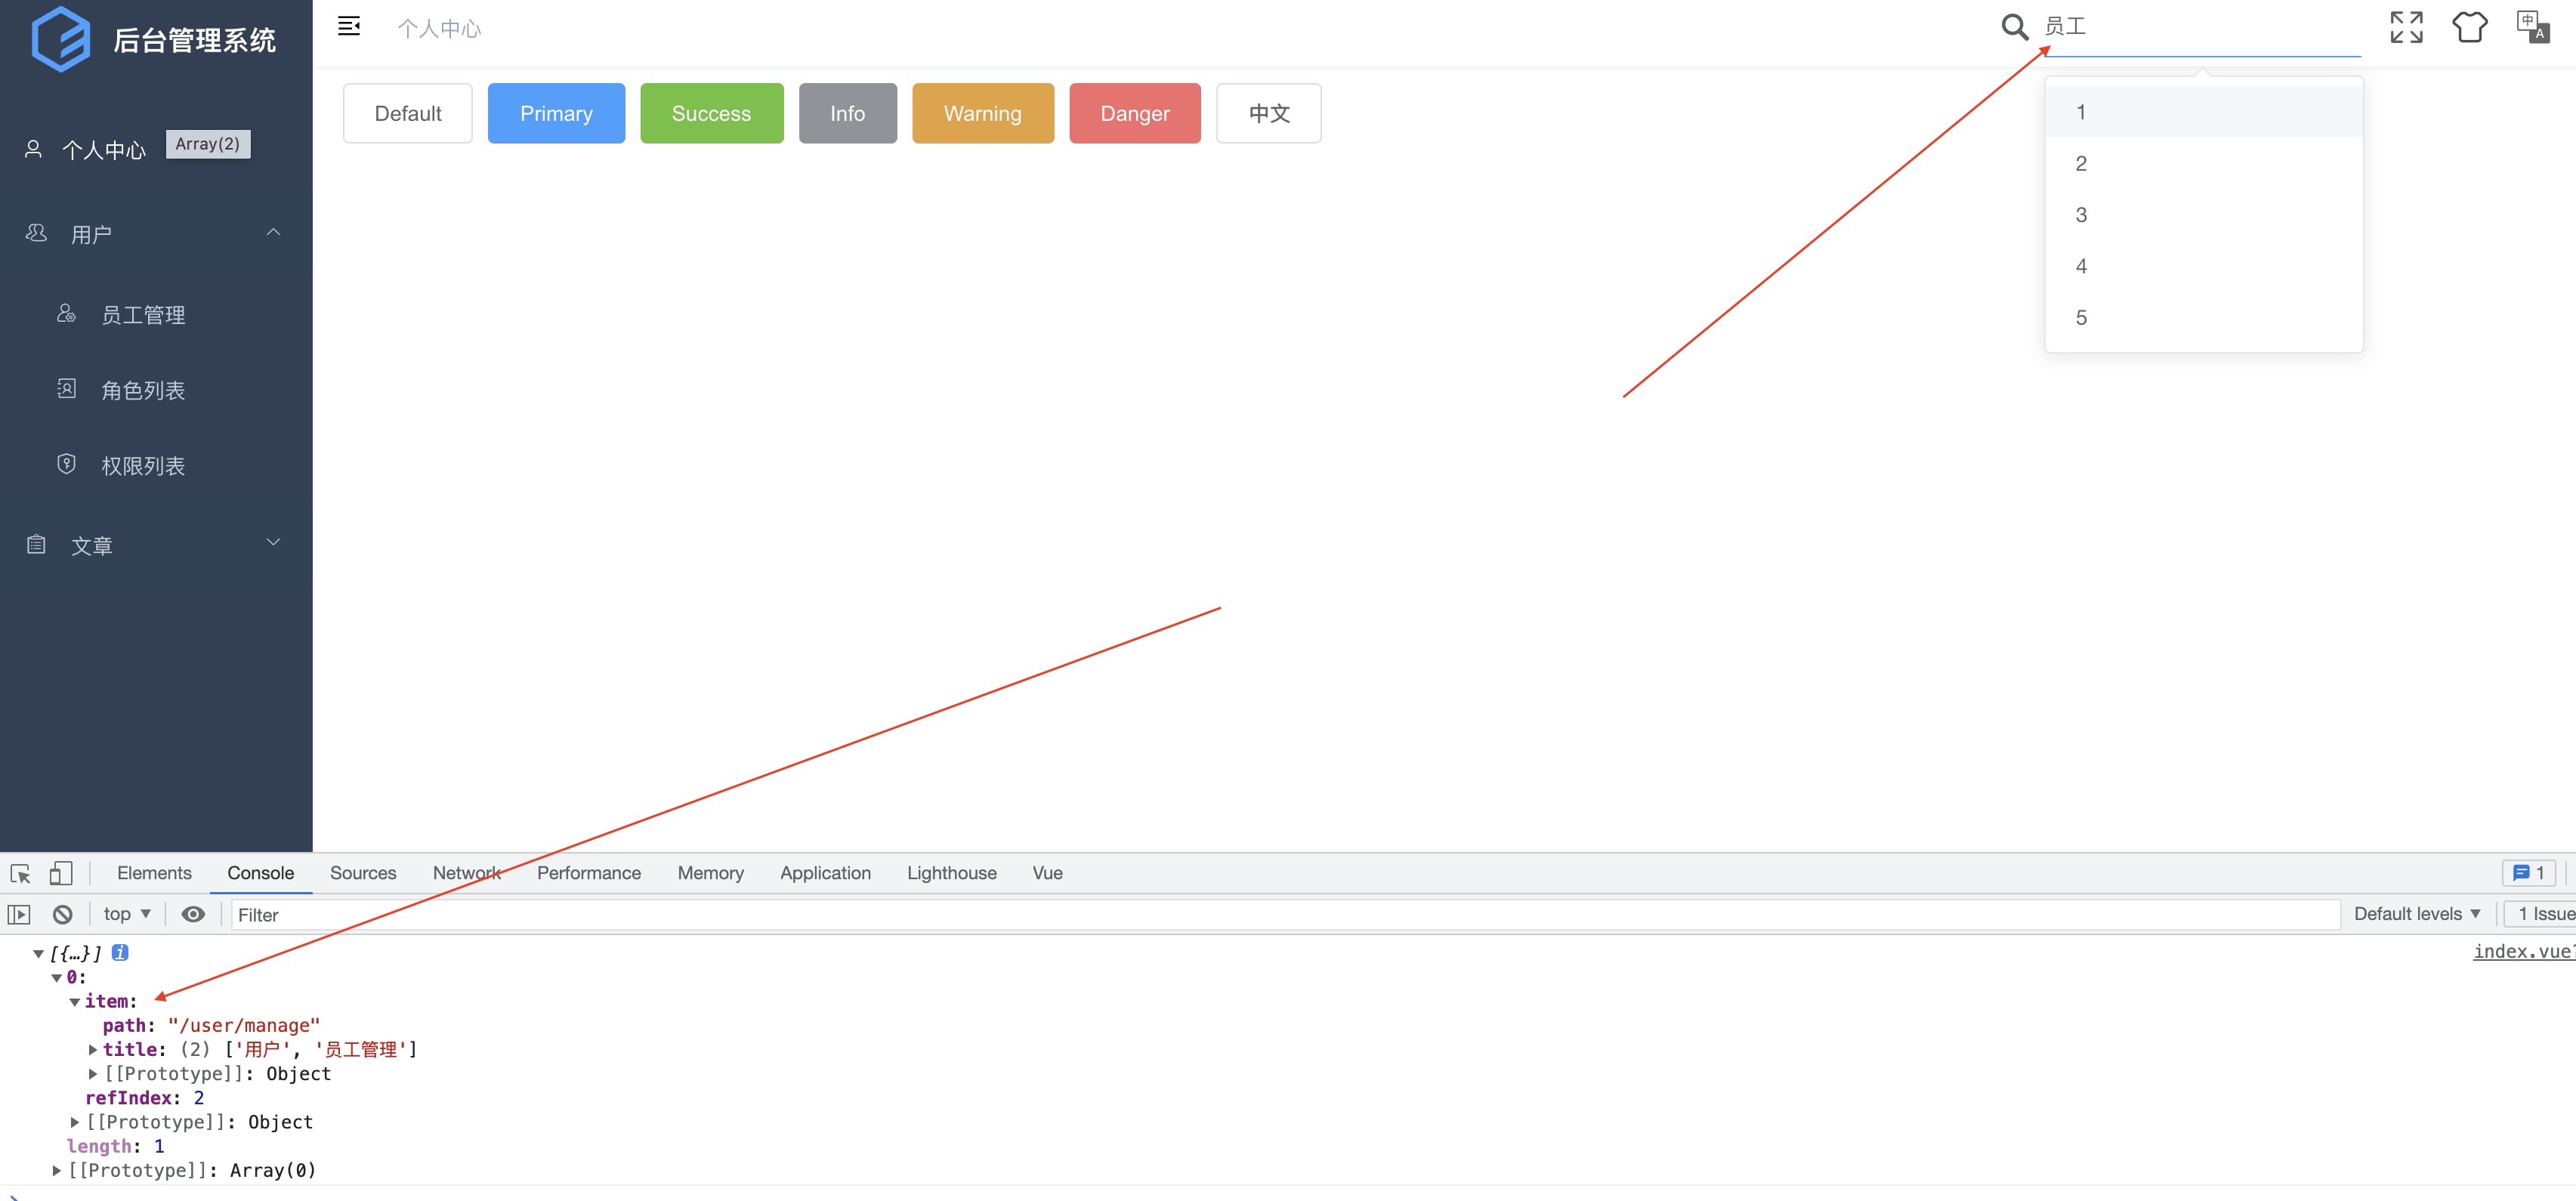 后台管理系统
个人中心
员工
Default
Primary
Success
Info
Warning
Danger
中文
1
2
3
4
5
个人中心
Array(2)
用户
员工管理
角色列表
权限列表
文章
Elements
Console
Sources
Network
Performance
Memory
Application
Lighthouse
Vue
1
top
Filter
Default levels
1 Issue
[{…}]
index.vue?
0:
item:
path: "/user/manage"
title: (2) ['用户', '员工管理']
[[Prototype]]: Object
refIndex: 2
[[Prototype]]: Object
length: 1
[[Prototype]]: Array(0)